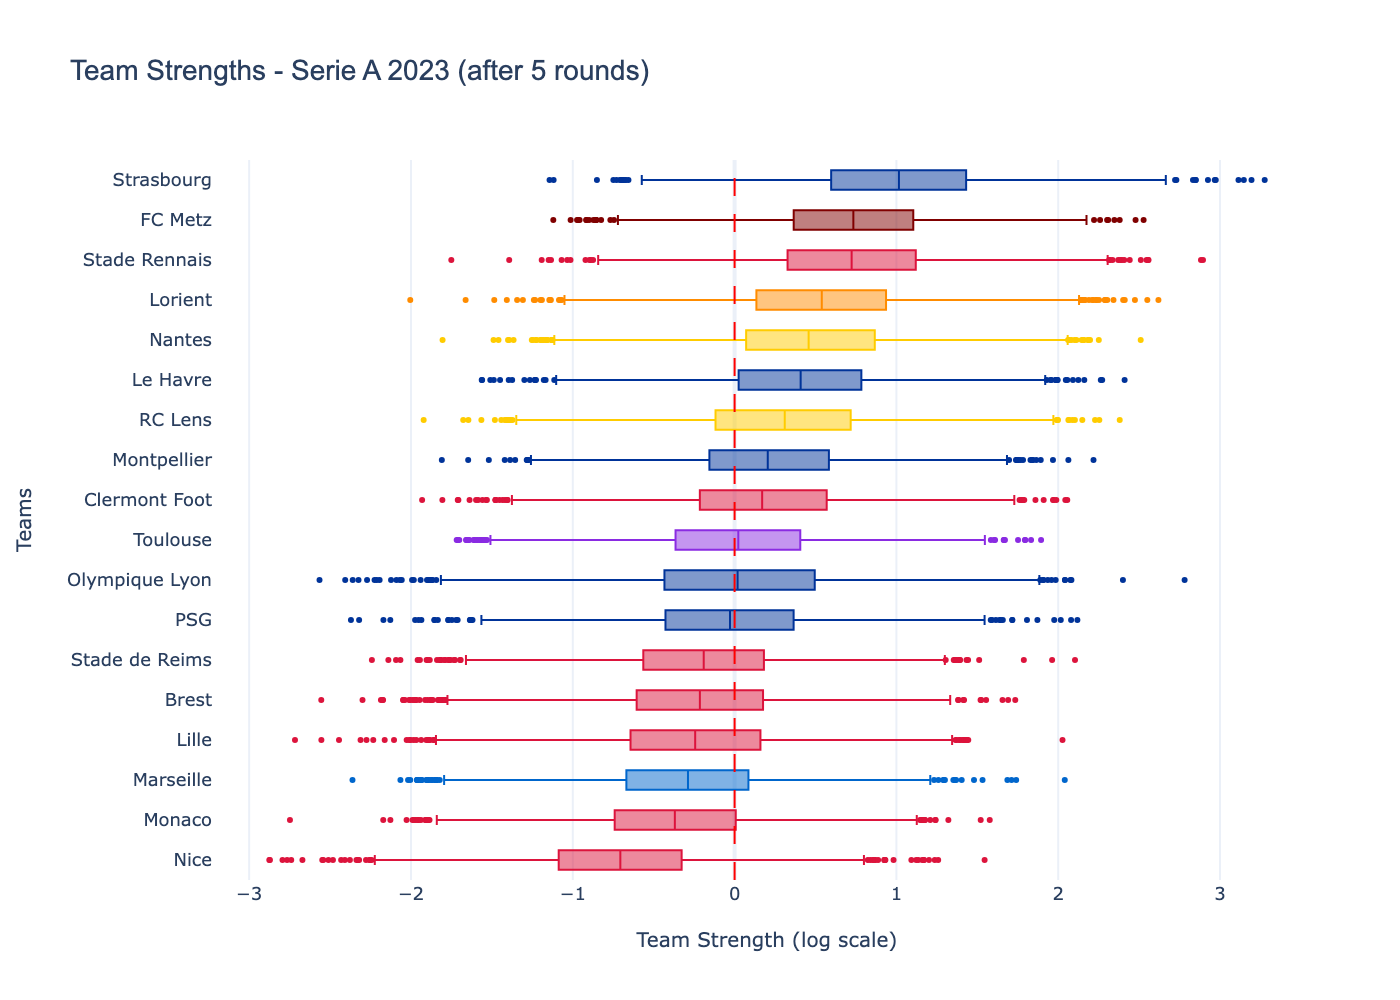 Team Strengths - Serie A 2023 (after 5 rounds)
Strasbourg
FC Metz
Stade Rennais
Lorient
Nantes
Le Havre
RC Lens
Montpellier
Clermont Foot
Toulouse
Olympique Lyon
PSG
Stade de Reims
Brest
Lille
Marseille
Monaco
Nice
Teams
−3 −2 −1 0 1 2 3
Team Strength (log scale)